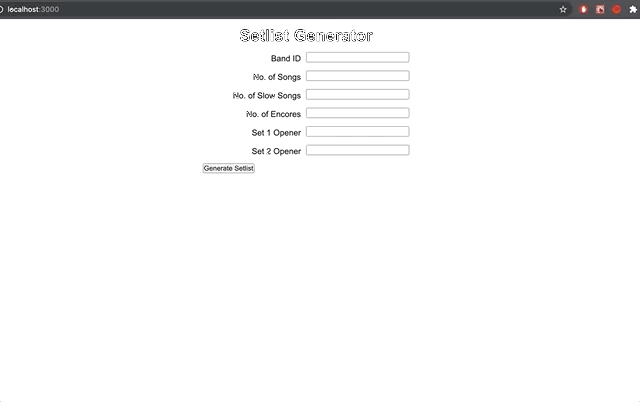 localhost:3000
Setlist Generator
Band ID
No. of Songs
No. of Slow Songs
No. of Encores
Set 1 Opener
Set 2 Opener
Generate Setlist